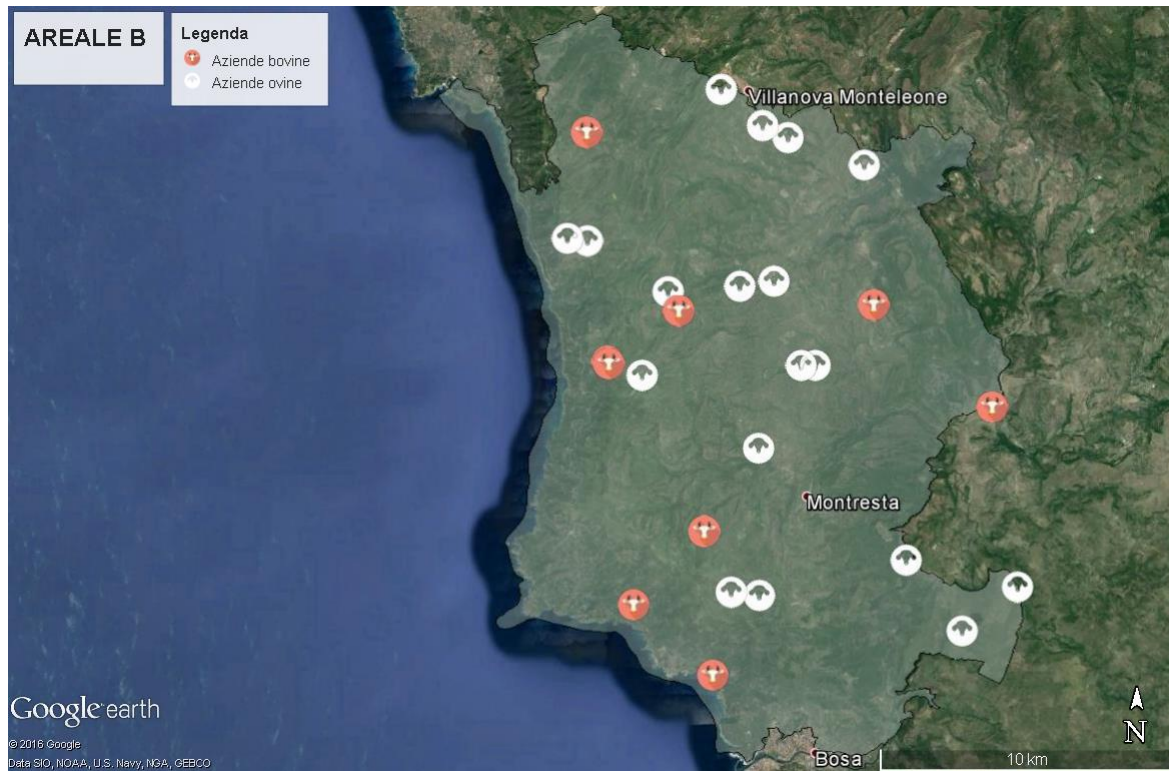 AREALE B
Legenda
Aziende bovine
Aziende ovine
Villanova Monteleone
Montresta
Google earth
N
© 2016 Google
Data SIO, NOAA, U.S. Navy, NGA, GEBCO
Bosa
10 km